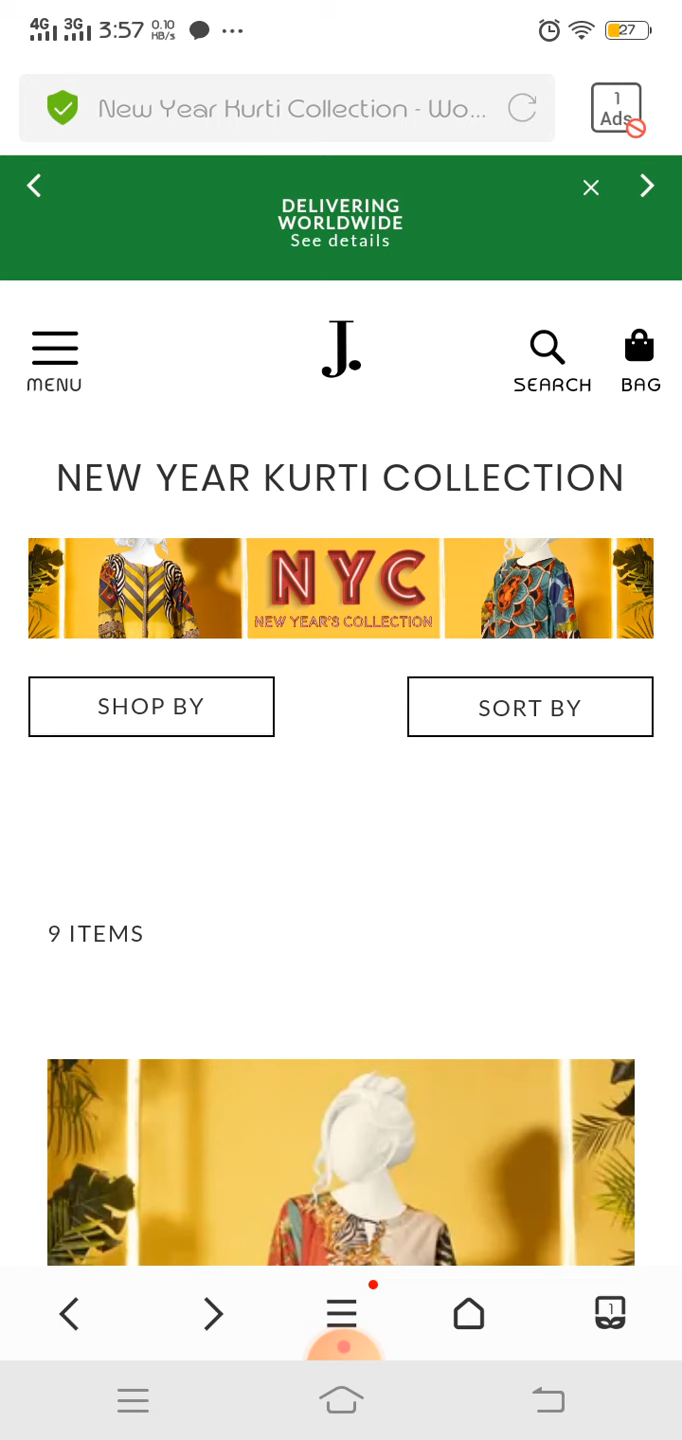 4G 3G 3:57 0.10 HB/s ... 27
New Year Kurti Collection - Wo...
1
Ads
DELIVERING
WORLDWIDE
See details
J.
MENU
SEARCH
BAG
NEW YEAR KURTI COLLECTION
NYC
NEW YEAR'S COLLECTION
SHOP BY
SORT BY
9 ITEMS
1